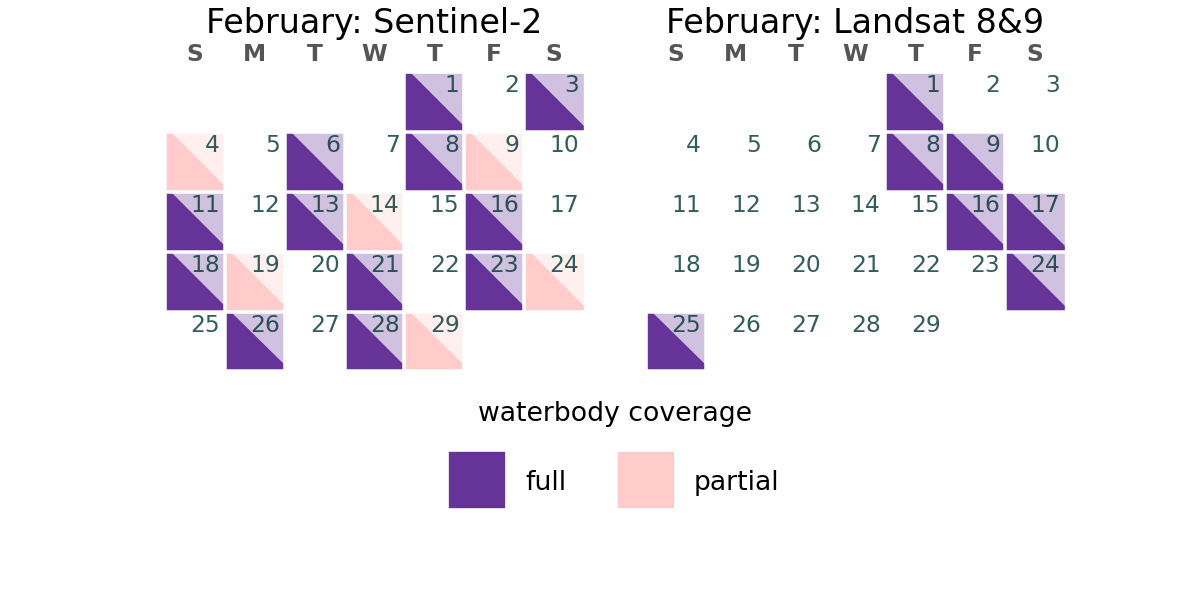 February: Sentinel-2
S M T W T F S
1 2 3
4 5 6 7 8 9 10
11 12 13 14 15 16 17
18 19 20 21 22 23 24
25 26 27 28 29
February: Landsat 8&9
S M T W T F S
1 2 3
4 5 6 7 8 9 10
11 12 13 14 15 16 17
18 19 20 21 22 23 24
25 26 27 28 29
waterbody coverage
full partial